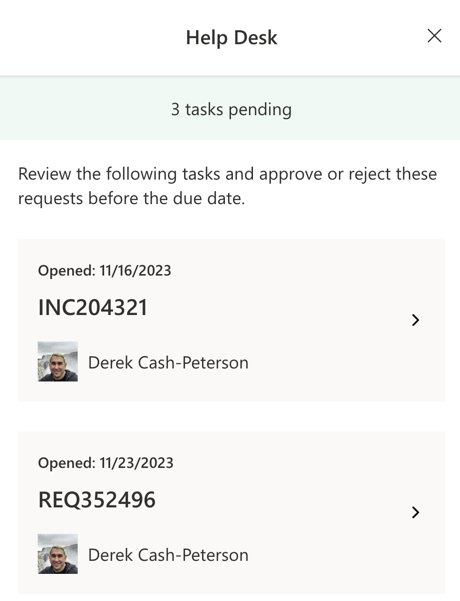 Help Desk
3 tasks pending
Review the following tasks and approve or reject these
requests before the due date.
Opened: 11/16/2023
INC204321
Derek Cash-Peterson
Opened: 11/23/2023
REQ352496
Derek Cash-Peterson